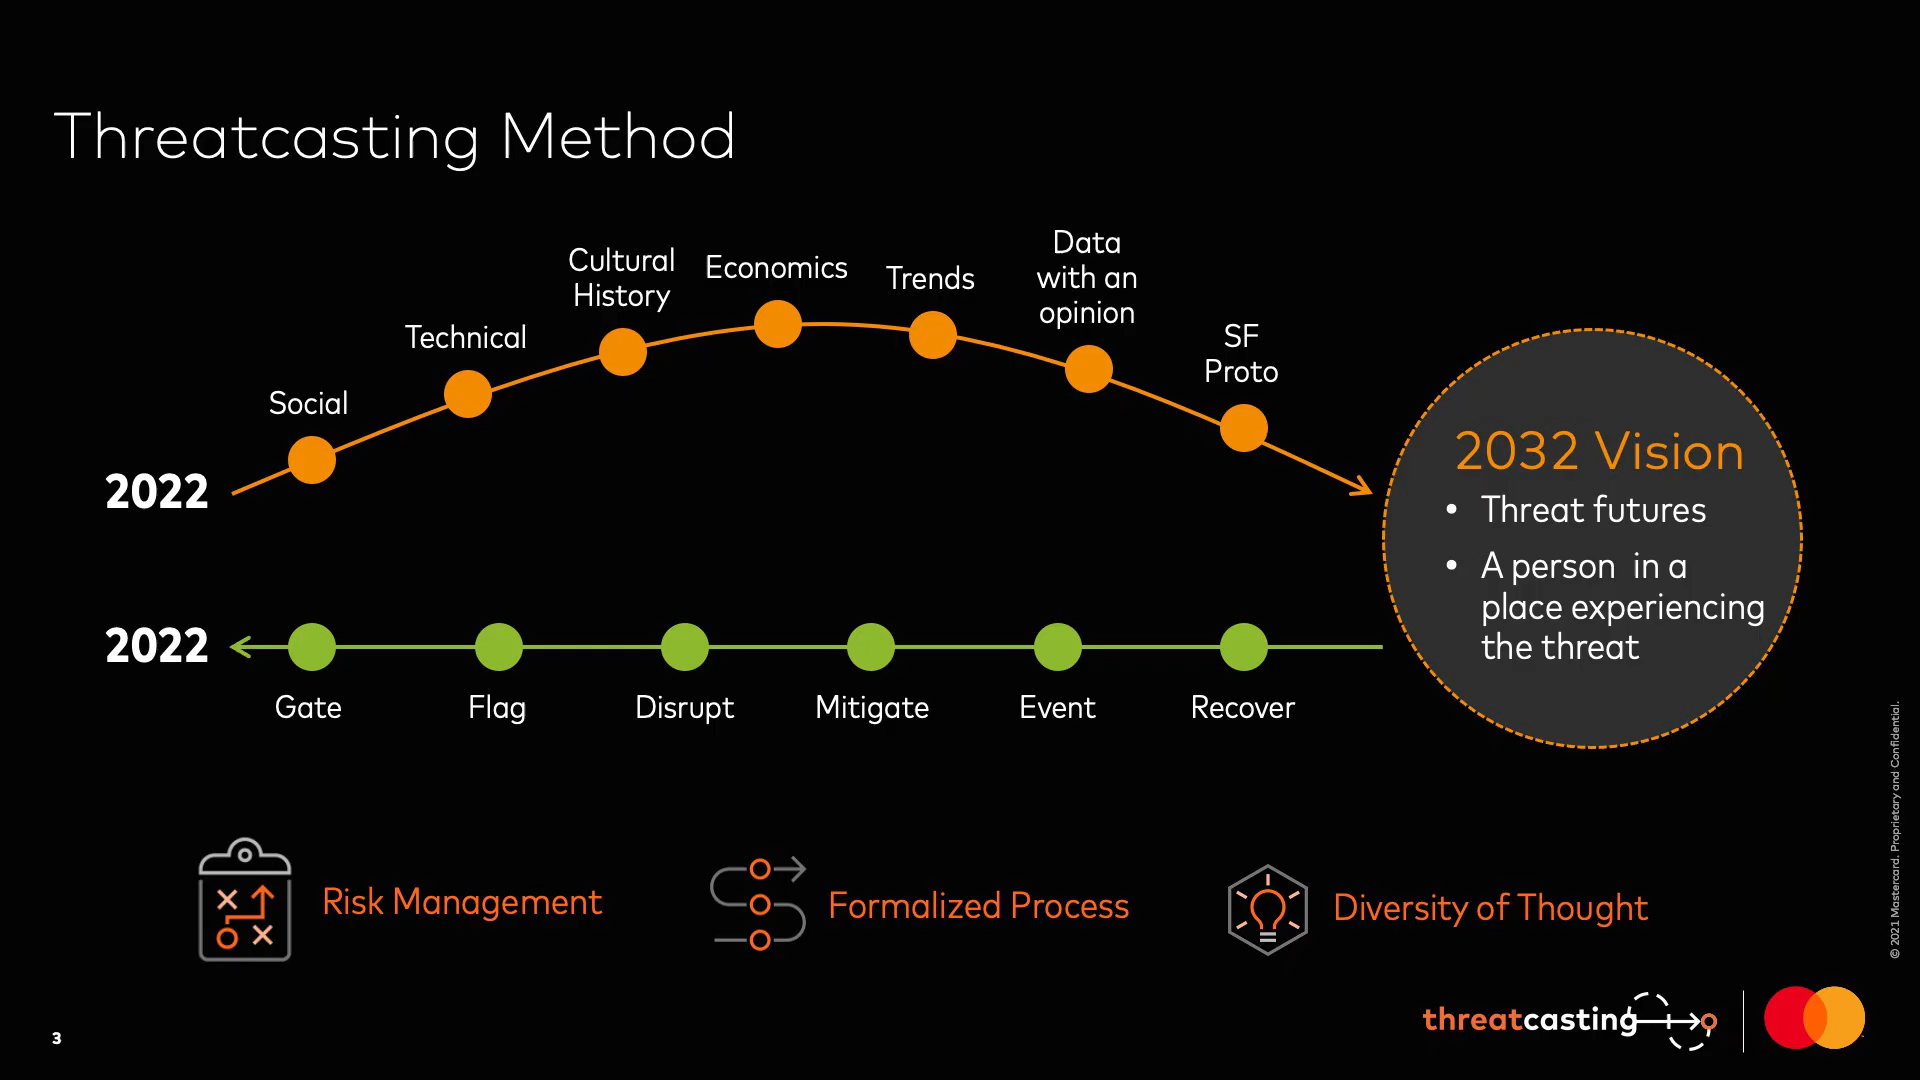 Threatcasting Method
Data
with an
opinion
Cultural
History
Economics
Trends
Technical
SF
Proto
Social
2022
2032 Vision
• Threat futures
• A person  in a
place experiencing
the threat
2022
Gate
Flag
Disrupt
Mitigate
Event
Recover
Risk Management
Formalized Process
Diversity of Thought
© 2021 Mastercard. Proprietary and Confidential.
threatcasting
3